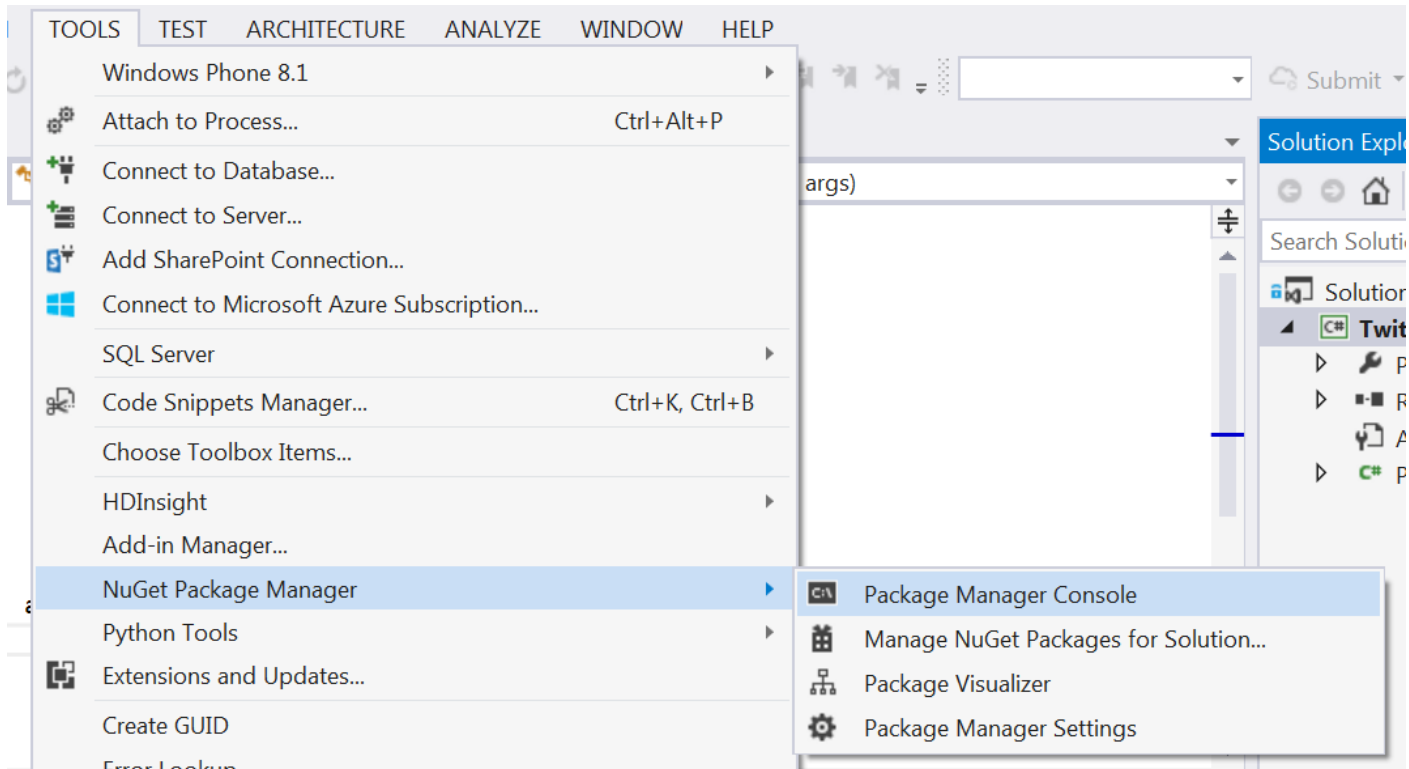 TOOLS TEST ARCHITECTURE ANALYZE WINDOW HELP
Windows Phone 8.1
Submit
Attach to Process... Ctrl+Alt+P
Solution Explo
Connect to Database...
args)
Connect to Server...
Search Soluti
Add SharePoint Connection...
Solution
Connect to Microsoft Azure Subscription...
C# Twit
SQL Server
P
Code Snippets Manager... Ctrl+K, Ctrl+B
R
A
Choose Toolbox Items...
C# P
HDInsight
Add-in Manager...
NuGet Package Manager
C:\ Package Manager Console
Python Tools
Manage NuGet Packages for Solution...
Extensions and Updates...
Package Visualizer
Create GUID
Package Manager Settings
Error Lookup